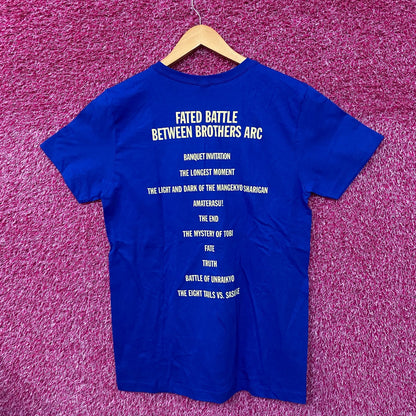 FATED BATTLE
BETWEEN BROTHERS ARC
BANQUET INVITATION
THE LONGEST MOMENT
THE LIGHT AND DARK OF THE MANGEKYO SHARIGAN
AMATERASU!
THE END
THE MYSTERY OF TOBI
FATE
TRUTH
BATTLE OF UNRAIKYO
THE EIGHT TAILS VS. SASUKE